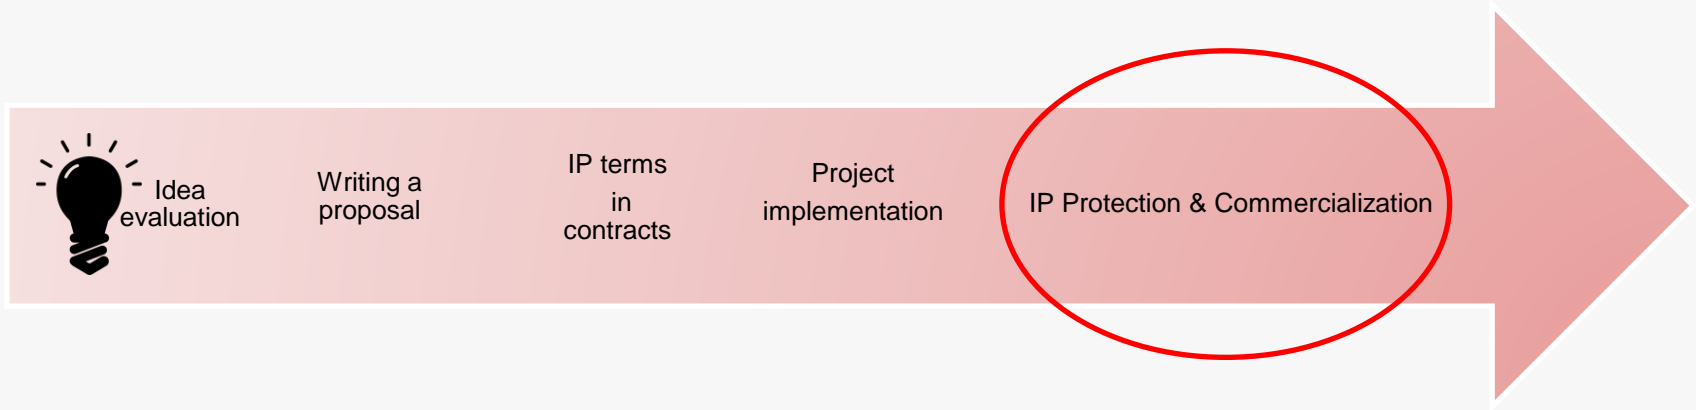 Idea
evaluation
Writing a
proposal
IP terms
in
contracts
Project
implementation
IP Protection & Commercialization